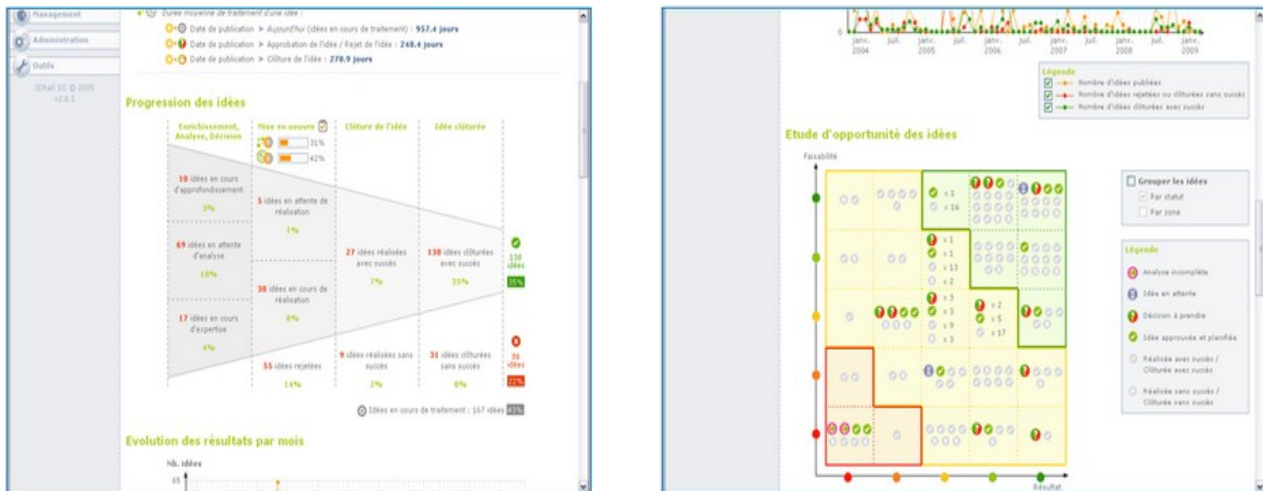 Management
Administration
Outils
IDhall SC © 2005
v2.6.1
Durée moyenne de traitement d'une idée :
Date de publication > Aujourd'hui (idées en cours de traitement) : 957.4 jours
Date de publication > Approbation de l'idée / Rejet de l'idée : 248.4 jours
Date de publication > Clôture de l'idée : 278.9 jours
Progression des idées
Enrichissement, Analyse, Décision
Mise en oeuvre
Clôture de l'idée
Idée clôturée
31%
42%
10 idées en cours d'approfondissement
3%
69 idées en attente d'analyse
18%
17 idées en cours d'expertise
4%
5 idées en attente de réalisation
1%
30 idées en cours de réalisation
8%
55 idées rejetées
14%
27 idées réalisées avec succès
7%
9 idées réalisées sans succès
2%
138 idées clôturées avec succès
35%
31 idées clôturées sans succès
8%
138 idées
35%
86 idées
22%
Idées en cours de traitement : 167 idées 43%
Evolution des résultats par mois
Nb. idées
65
0
janv. 2004
juil.
janv. 2005
juil.
janv. 2006
juil.
janv. 2007
juil.
janv. 2008
juil.
janv. 2009
Légende
Nombre d'idées publiées
Nombre d'idées rejetées ou clôturées sans succès
Nombre d'idées clôturées avec succès
Etude d'opportunité des idées
Faisabilité
x 1
x 16
x 1
x 1
x 13
x 2
x 3
x 3
x 9
x 3
x 2
x 5
x 17
Résultat
Grouper les idées
Par statut
Par zone
Légende
Analyse incomplète
Idée en attente
Décision à prendre
Idée approuvée et planifiée
Réalisée avec succès /
Clôturée avec succès
Réalisée sans succès /
Clôturée sans succès